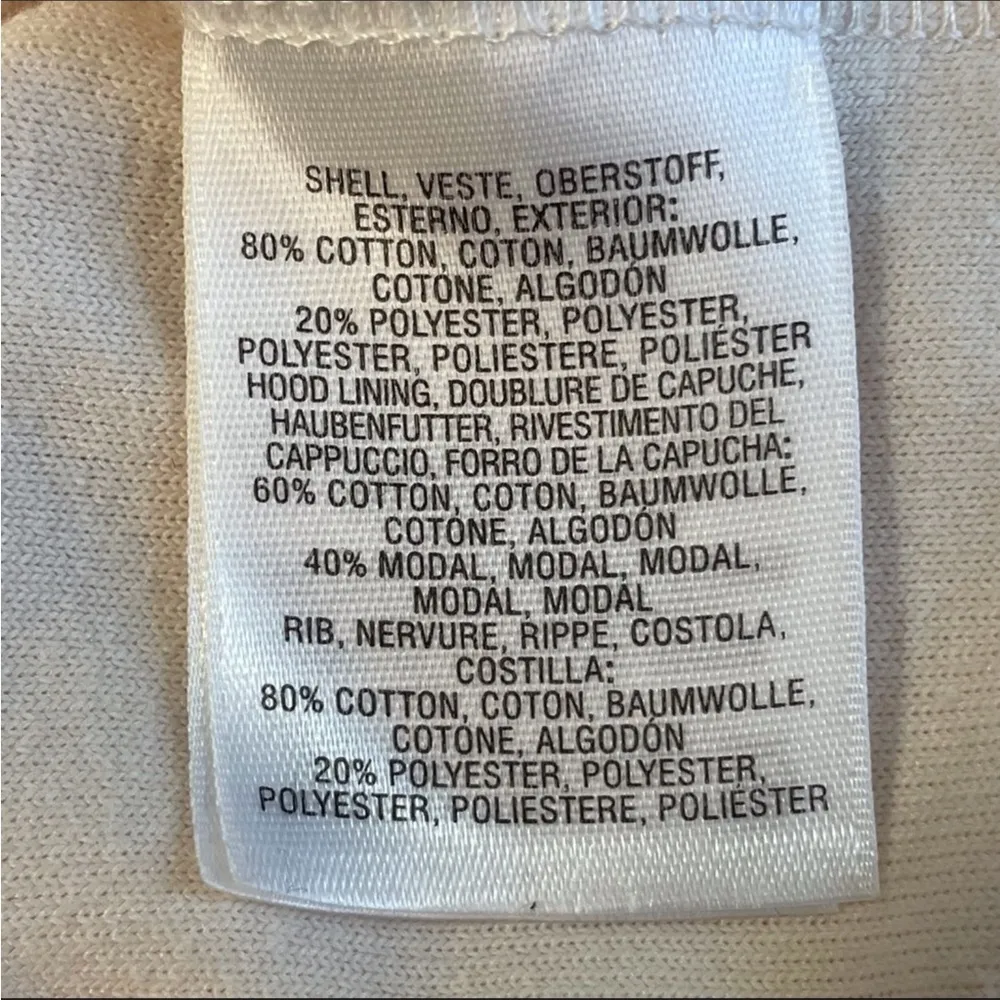 SHELL, VESTE, OBERSTOFF,
ESTERNO, EXTERIOR:
80% COTTON, COTON, BAUMWOLLE,
COTONE, ALGODÓN
20% POLYESTER, POLYESTER,
POLYESTER, POLIESTERE, POLIÉSTER
HOOD LINING, DOUBLURE DE CAPUCHE,
HAUBENFUTTER, RIVESTIMENTO DEL
CAPPUCCIO, FORRO DE LA CAPUCHA:
60% COTTON, COTON, BAUMWOLLE,
COTONE, ALGODÓN
40% MODAL, MODAL, MODAL,
MODAL, MODAL
RIB, NERVURE, RIPPE, COSTOLA,
COSTILLA:
80% COTTON, COTON, BAUMWOLLE,
COTONE, ALGODÓN
20% POLYESTER, POLYESTER,
POLYESTER, POLIESTERE, POLIÉSTER